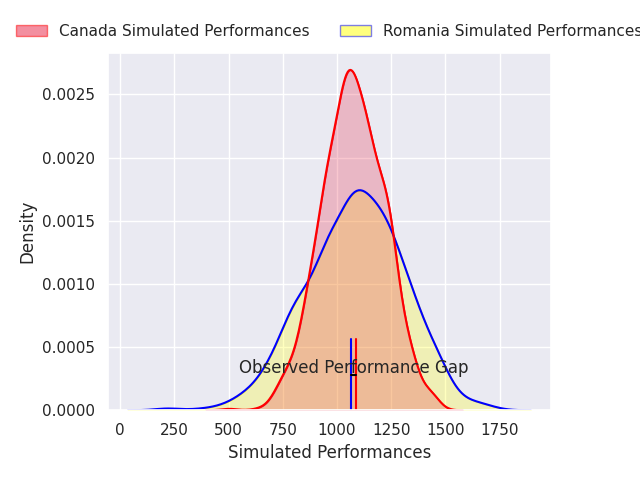 Canada Simulated Performances
Romania Simulated Performances
0.0025
0.0020
0.0015
0.0010
0.0005
0.0000
Density
Observed Performance Gap
0 250 500 750 1000 1250 1500 1750
Simulated Performances